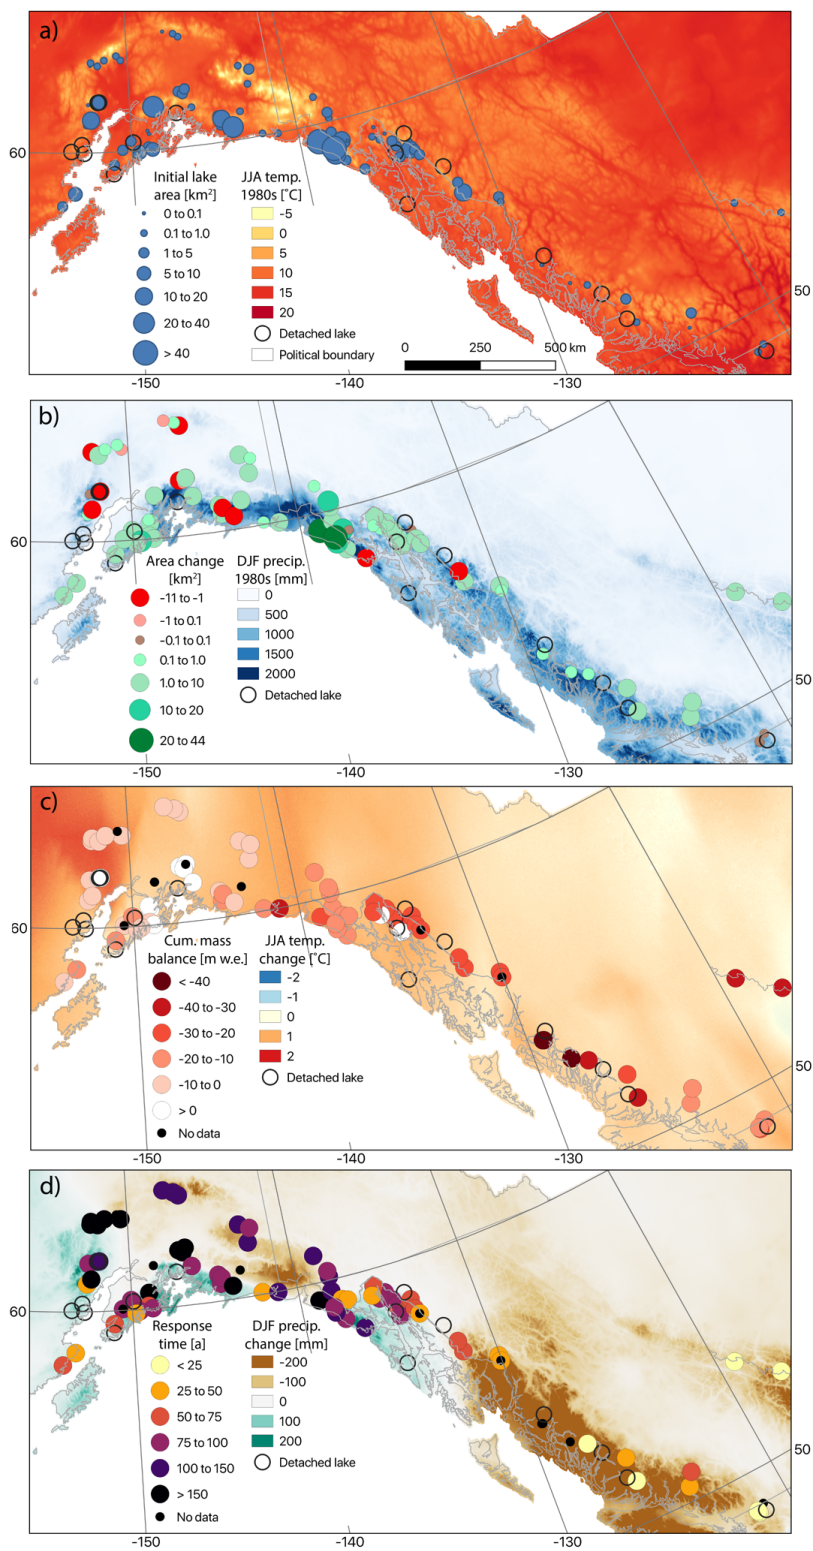 a)
60
Initial lake
area [km²]
0 to 0.1
0.1 to 1.0
1 to 5
5 to 10
10 to 20
20 to 40
> 40
JJA temp.
1980s [˚C]
-5
0
5
10
15
20
Detached lake
Political boundary
0 250 500 km
50
-150 -140 -130
b)
60
Area change
[km²]
-11 to -1
-1 to 0.1
-0.1 to 0.1
0.1 to 1.0
1.0 to 10
10 to 20
20 to 44
DJF precip.
1980s [mm]
0
500
1000
1500
2000
Detached lake
50
-150 -140 -130
c)
60
Cum. mass
balance [m w.e.]
< -40
-40 to -30
-30 to -20
-20 to -10
-10 to 0
> 0
No data
JJA temp.
change [˚C]
-2
-1
0
1
2
Detached lake
50
-150 -140 -130
d)
60
Response
time [a]
< 25
25 to 50
50 to 75
75 to 100
100 to 150
> 150
No data
DJF precip.
change [mm]
-200
-100
0
100
200
Detached lake
50
-150 -140 -130